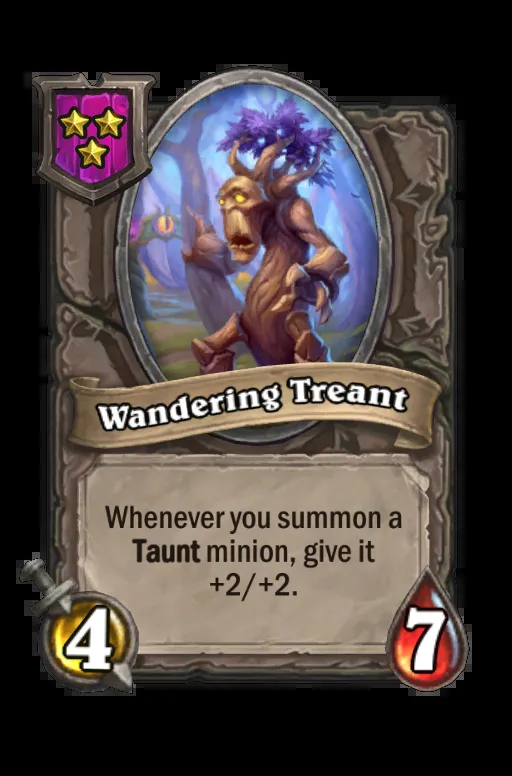 Wandering Treant
Whenever you summon a
Taunt minion, give it
+2/+2.
4
7